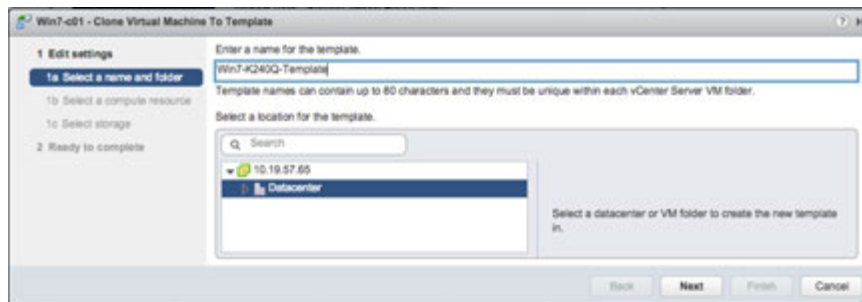 Win7-c01 - Clone Virtual Machine To Template
?
1 Edit settings
1a Select a name and folder
1b Select a compute resource
1c Select storage
2 Ready to complete
Enter a name for the template.
Win7-K240Q-Template
Template names can contain up to 80 characters and they must be unique within each vCenter Server VM folder.
Select a location for the template.
Search
10.19.57.65
Datacenter
Select a datacenter or VM folder to create the new template
in.
Back
Next
Finish
Cancel